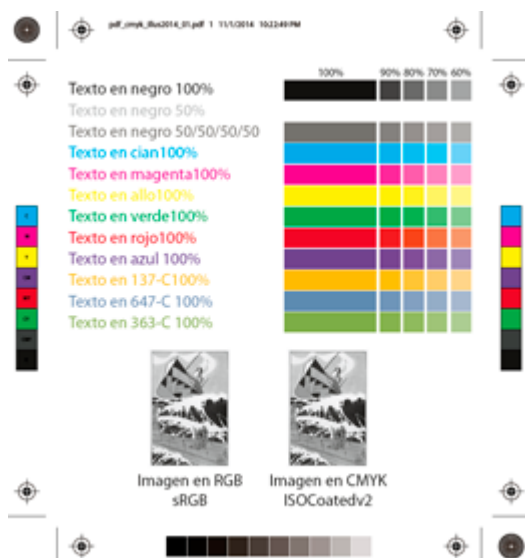 pdf_cmyk_illus2014_01.pdf 1 11/1/2014 10:22:49 PM
100% 90% 80% 70% 60%
Texto en negro 100%
Texto en negro 50%
Texto en negro 50/50/50/50
Texto en cian100%
Texto en magenta100%
Texto en allo100%
Texto en verde100%
Texto en rojo100%
Texto en azul 100%
Texto en 137-C100%
Texto en 647-C 100%
Texto en 363-C 100%
Imagen en RGB
sRGB
Imagen en CMYK
ISOCoatedv2